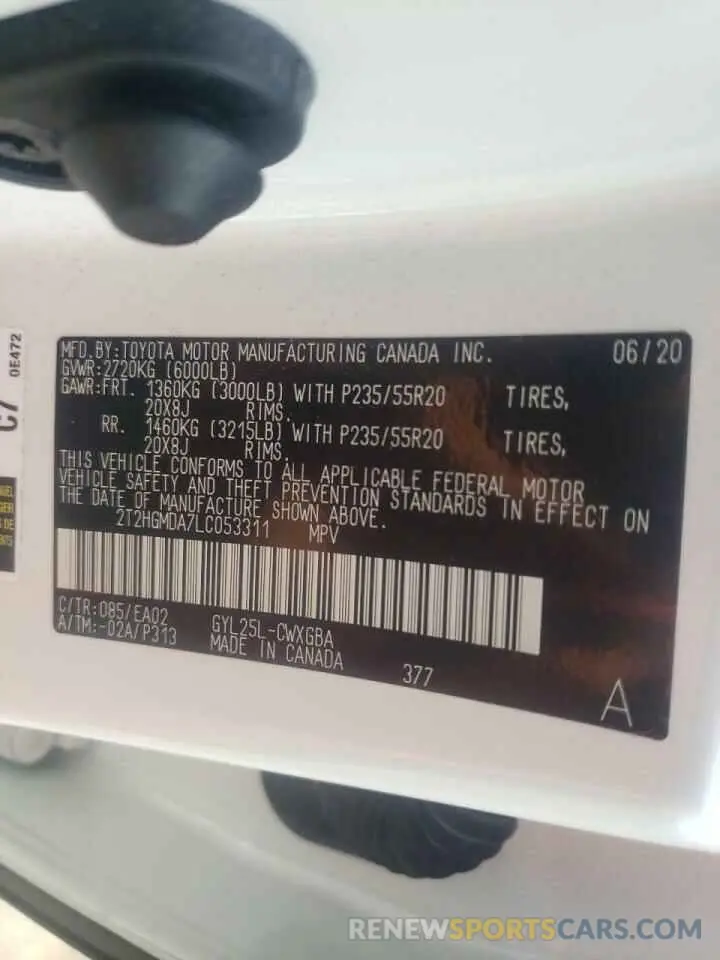 MFD.BY:TOYOTA MOTOR MANUFACTURING CANADA INC. 06/20
GVWR:2720KG (6000LB)
GAWR:FRT. 1360KG (3000LB) WITH P235/55R20 TIRES,
20X8J RIMS.
RR. 1460KG (3215LB) WITH P235/55R20 TIRES,
20X8J RIMS.
THIS VEHICLE CONFORMS TO ALL APPLICABLE FEDERAL MOTOR
VEHICLE SAFETY AND THEFT PREVENTION STANDARDS IN EFFECT ON
THE DATE OF MANUFACTURE SHOWN ABOVE.
2T2HGMDA7LC053311 MPV
C/TR:085/EA02
A/TM:-02A/P313
GYL25L-CWXGBA
MADE IN CANADA
377
A
0E472
C7
RENEWSPORTSCARS.COM